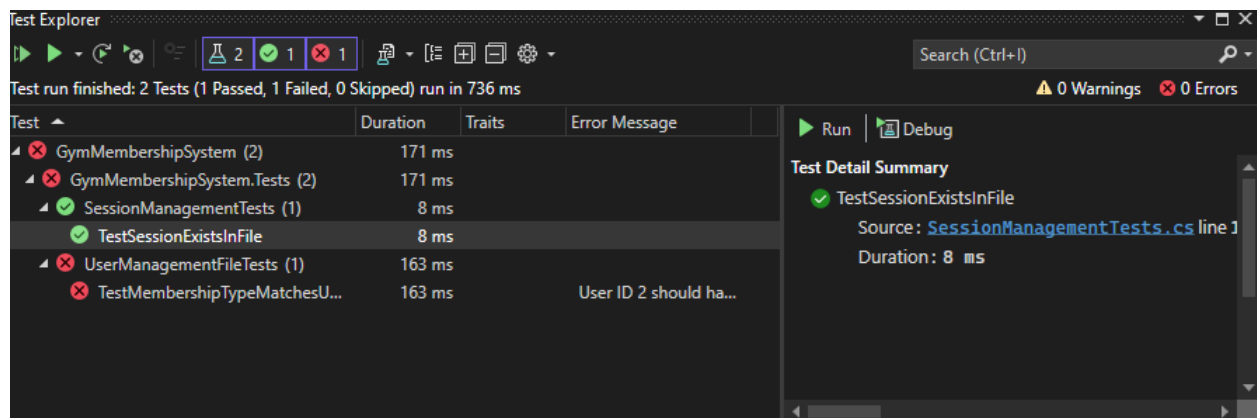 Test Explorer
2 1 1 Search (Ctrl+I)
Test run finished: 2 Tests (1 Passed, 1 Failed, 0 Skipped) run in 736 ms 0 Warnings 0 Errors
Test Duration Traits Error Message
GymMembershipSystem (2) 171 ms
GymMembershipSystem.Tests (2) 171 ms
SessionManagementTests (1) 8 ms
TestSessionExistsInFile 8 ms
UserManagementFileTests (1) 163 ms
TestMembershipTypeMatchesU... 163 ms User ID 2 should ha...
Run Debug
Test Detail Summary
TestSessionExistsInFile
Source: SessionManagementTests.cs line 1
Duration: 8 ms